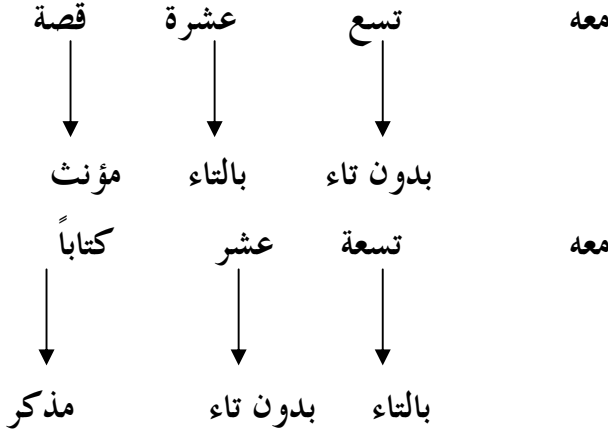 معه تسع عشرة قصة
بدون تاء بالتاء مؤنث
معه تسعة عشر كتاباً
بالتاء بدون تاء مذكر